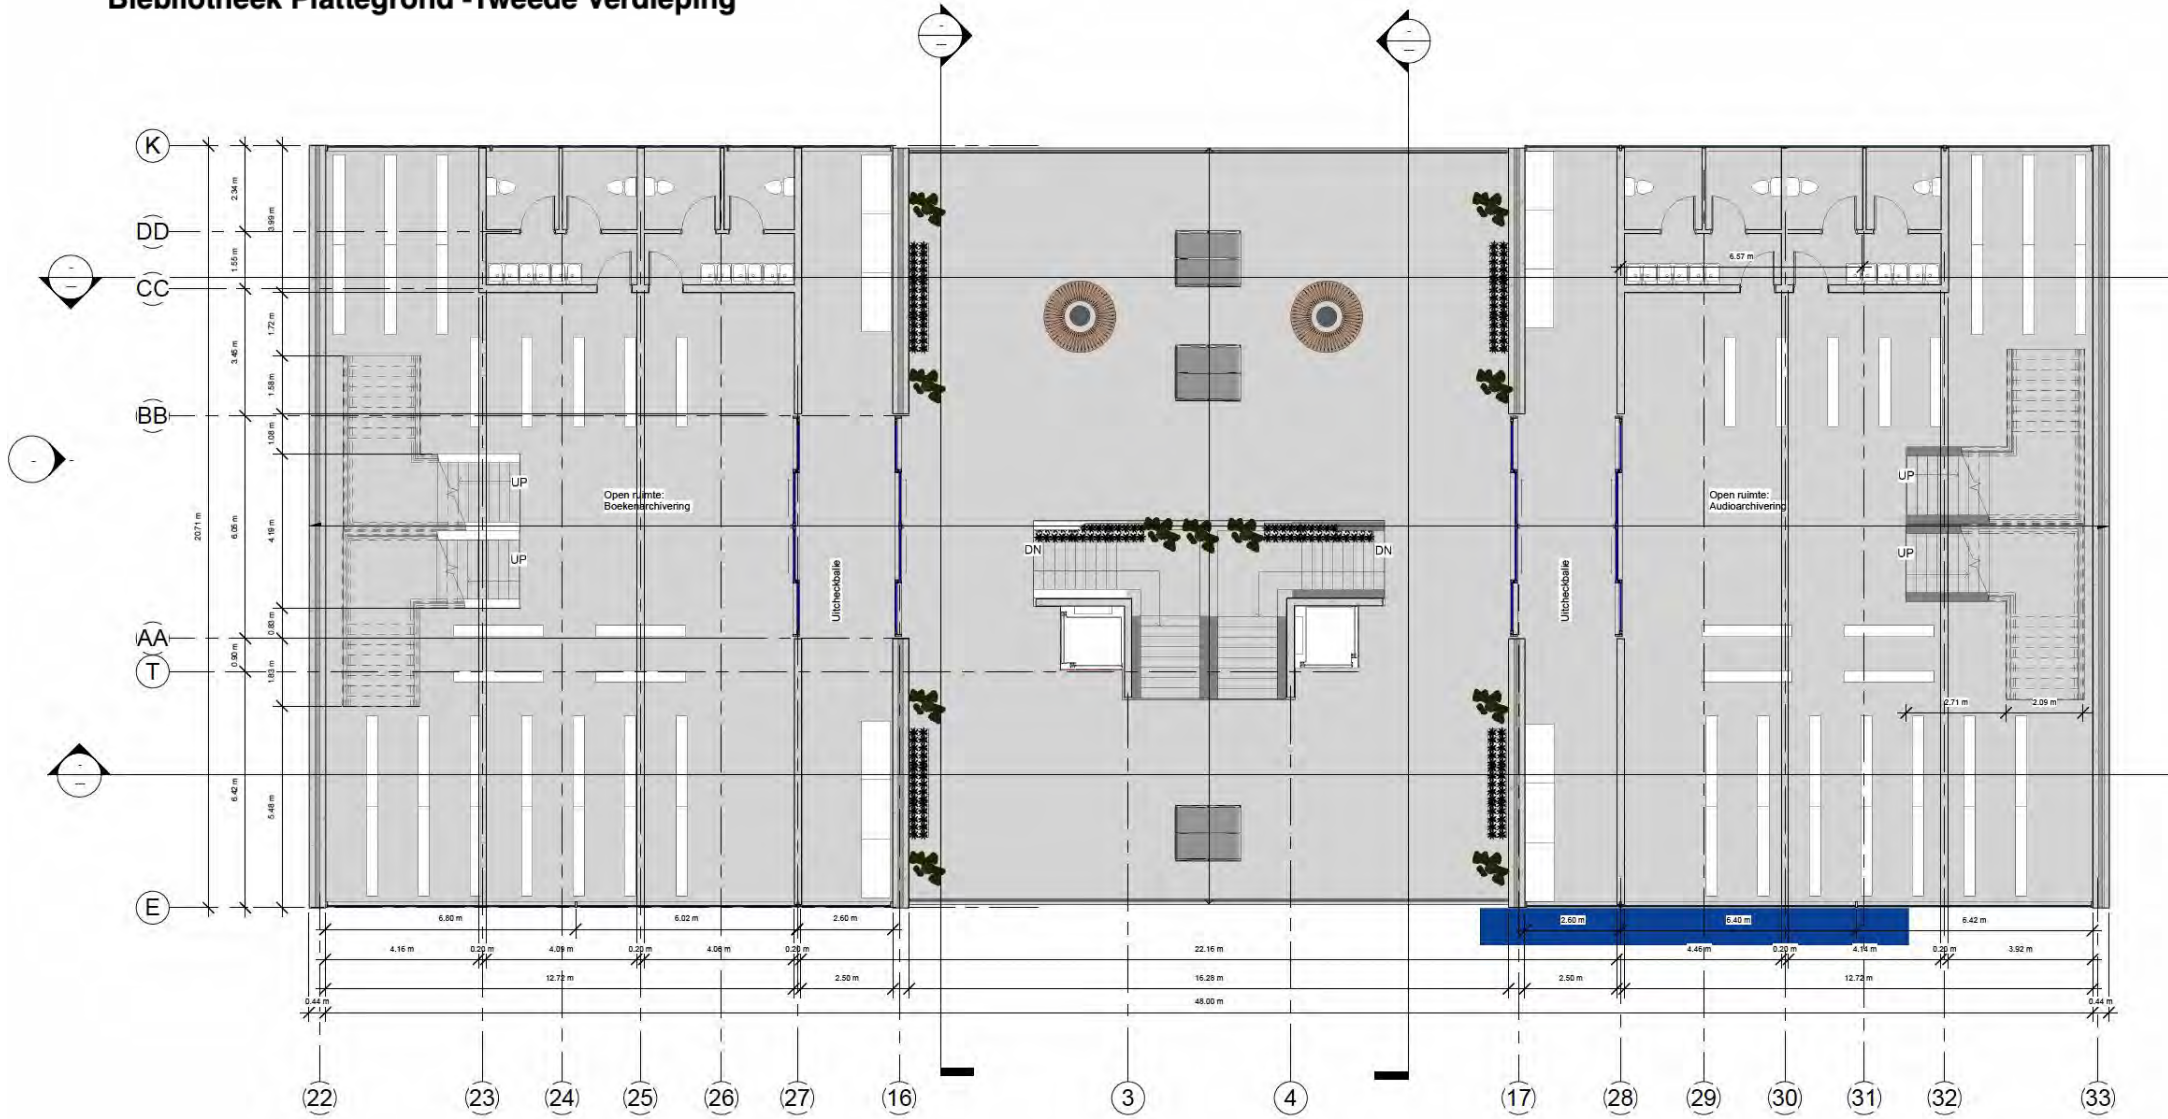 Biebliotheek Plattegrond -Tweede Verdieping
K
DD
CC
BB
AA
T
E
2.34 m
1.55 m
3.45 m
6.05 m
0.90 m
6.42 m
20.71 m
3.99 m
1.72 m
1.58 m
1.08 m
4.19 m
0.83 m
1.83 m
5.48 m
6.57 m
UP
UP
Open ruimte:
Boekenarchivering
Uitcheckbalie
DN
DN
Uitcheckbalie
Open ruimte:
Audioarchivering
UP
UP
2.71 m
2.09 m
6.80 m
6.02 m
2.60 m
2.60 m
6.40 m
6.42 m
4.16 m
0.20 m
4.09 m
0.20 m
4.06 m
0.20 m
22.16 m
4.46 m
0.20 m
4.14 m
0.20 m
3.92 m
12.72 m
2.50 m
16.28 m
2.50 m
12.72 m
0.44 m
48.00 m
0.44 m
22
23
24
25
26
27
16
3
4
17
28
29
30
31
32
33